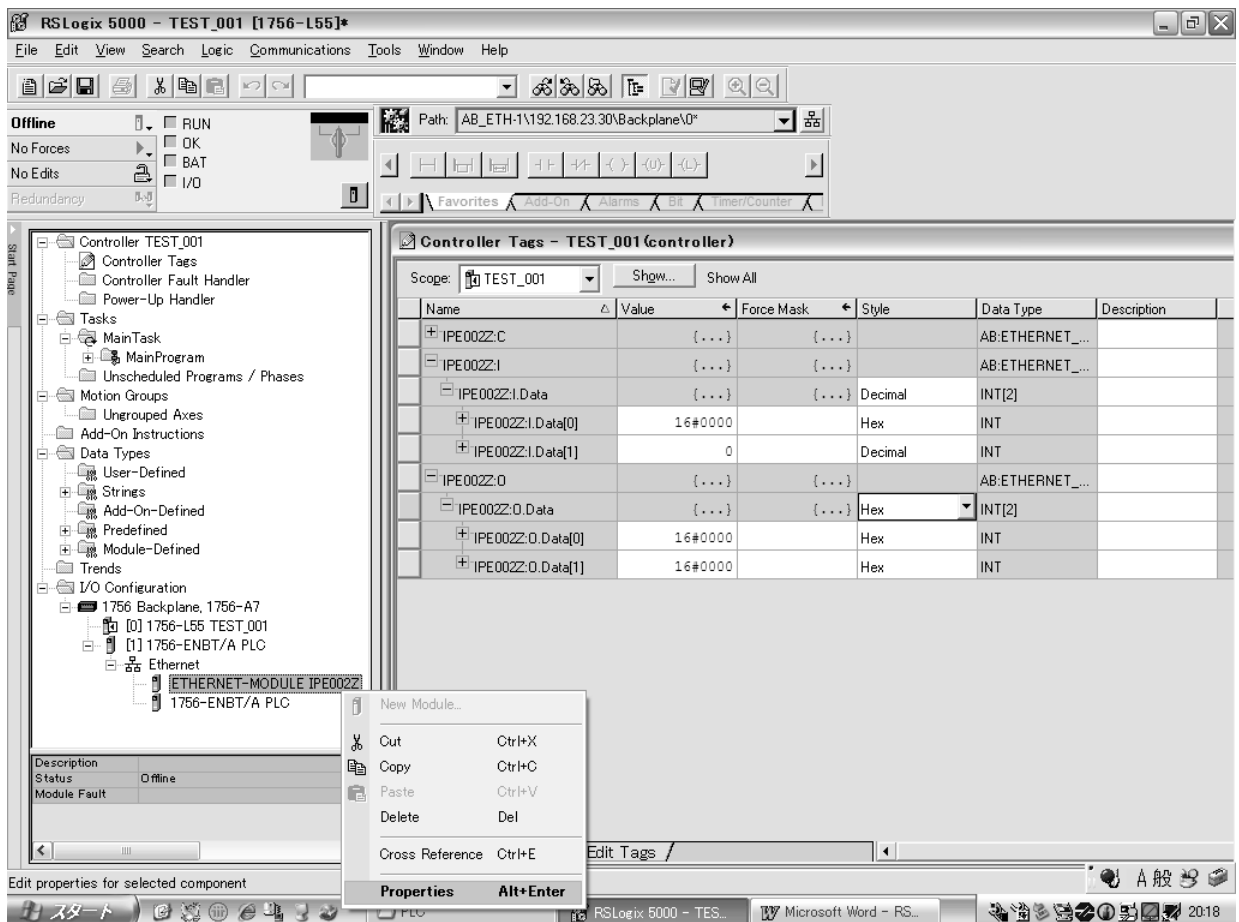 RSLogix 5000 - TEST_001 [1756-L55]*
File Edit View Search Logic Communications Tools Window Help
Offline
RUN
No Forces
OK
BAT
No Edits
I/O
Redundancy
Path: AB_ETH-1\192.168.23.30\Backplane\0*
Favorites Add-On Alarms Bit Timer/Counter
Start Page
Controller TEST_001
Controller Tags
Controller Fault Handler
Power-Up Handler
Tasks
MainTask
MainProgram
Unscheduled Programs / Phases
Motion Groups
Ungrouped Axes
Add-On Instructions
Data Types
User-Defined
Strings
Add-On-Defined
Predefined
Module-Defined
Trends
I/O Configuration
1756 Backplane, 1756-A7
[0] 1756-L55 TEST_001
[1] 1756-ENBT/A PLC
Ethernet
ETHERNET-MODULE IPE002Z
1756-ENBT/A PLC
Description
Status Offline
Module Fault
Controller Tags - TEST_001(controller)
Scope: TEST_001 Show... Show All
Name Value Force Mask Style Data Type Description
IPE002Z:C {...} {...} AB:ETHERNET_...
IPE002Z:I {...} {...} AB:ETHERNET_...
IPE002Z:I.Data {...} {...} Decimal INT[2]
IPE002Z:I.Data[0] 16#0000 Hex INT
IPE002Z:I.Data[1] 0 Decimal INT
IPE002Z:O {...} {...} AB:ETHERNET_...
IPE002Z:O.Data {...} {...} Hex INT[2]
IPE002Z:O.Data[0] 16#0000 Hex INT
IPE002Z:O.Data[1] 16#0000 Hex INT
New Module...
Cut Ctrl+X
Copy Ctrl+C
Paste Ctrl+V
Delete Del
Cross Reference Ctrl+E
Properties Alt+Enter
Edit Tags
Edit properties for selected component
A 般
スタート
PLC
RSLogix 5000 - TES...
Microsoft Word - RS...
20:18